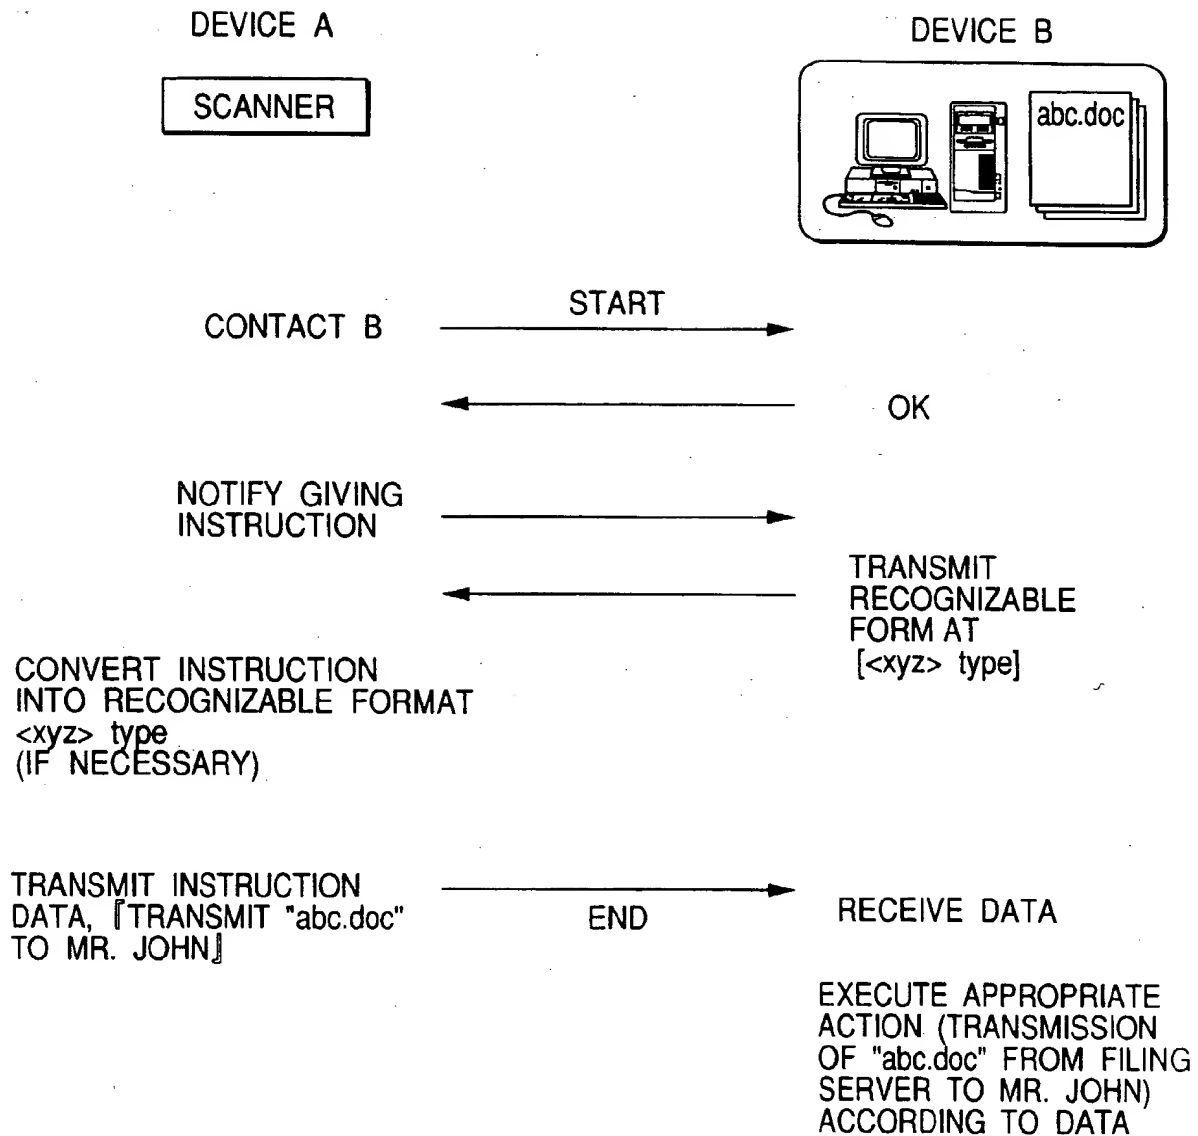 DEVICE A
DEVICE B
SCANNER
abc.doc
START
CONTACT B
OK
NOTIFY GIVING
INSTRUCTION
TRANSMIT
RECOGNIZABLE
FORM AT
[<xyz> type]
CONVERT INSTRUCTION
INTO RECOGNIZABLE FORMAT
<xyz> type
(IF NECESSARY)
TRANSMIT INSTRUCTION
DATA, 『TRANSMIT "abc.doc"
TO MR. JOHN』
END
RECEIVE DATA
EXECUTE APPROPRIATE
ACTION (TRANSMISSION
OF "abc.doc" FROM FILING
SERVER TO MR. JOHN)
ACCORDING TO DATA